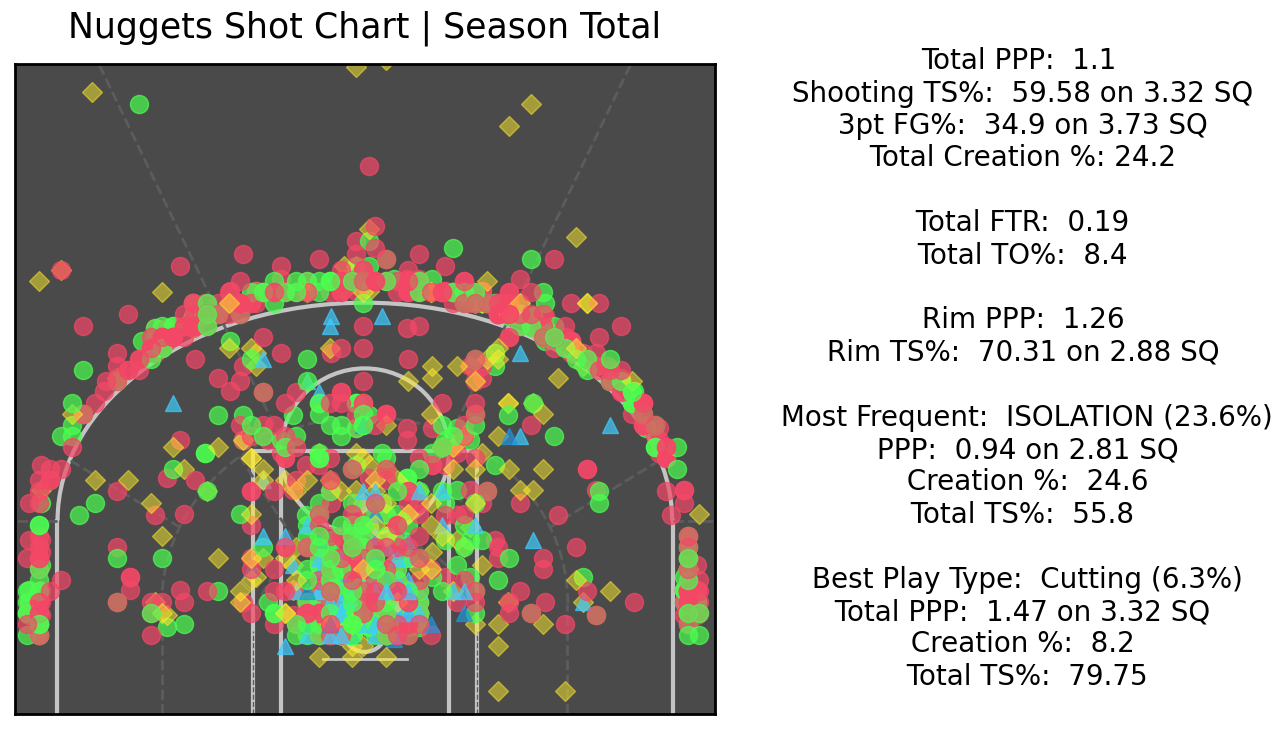 Nuggets Shot Chart | Season Total
Total PPP: 1.1
Shooting TS%: 59.58 on 3.32 SQ
3pt FG%: 34.9 on 3.73 SQ
Total Creation %: 24.2
Total FTR: 0.19
Total TO%: 8.4
Rim PPP: 1.26
Rim TS%: 70.31 on 2.88 SQ
Most Frequent: ISOLATION (23.6%)
PPP: 0.94 on 2.81 SQ
Creation %: 24.6
Total TS%: 55.8
Best Play Type: Cutting (6.3%)
Total PPP: 1.47 on 3.32 SQ
Creation %: 8.2
Total TS%: 79.75